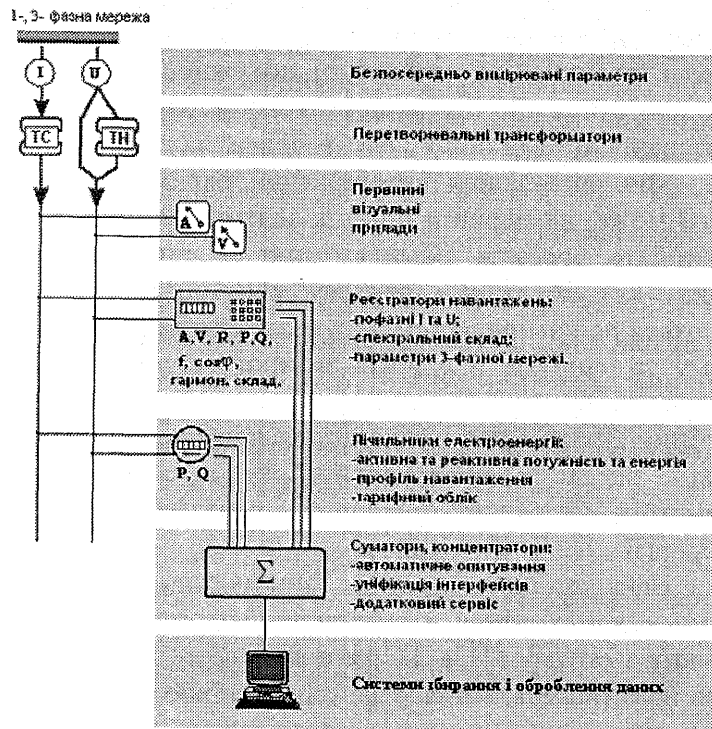 1-, 3- фазна мережа
I U
Безпосередньо вимірювані параметри
ТС ТН
Перетворювальні трансформатори
Первинні
візуальні
прилади
A
V
Реєстратори навантажень:
-пофазні I та U;
-спектральний склад;
-параметри 3-фазної мережі.
A,V, R, P,Q,
f, cosφ,
гармон. склад.
Лічильники електроенергії:
-активна та реактивна потужність та енергія
-профіль навантаження
-тарифний облік
P, Q
Суматори, концентратори:
-автоматичне опитування
-уніфікація інтерфейсів
-додатковий сервіс
Σ
Системи збирання і оброблення даних